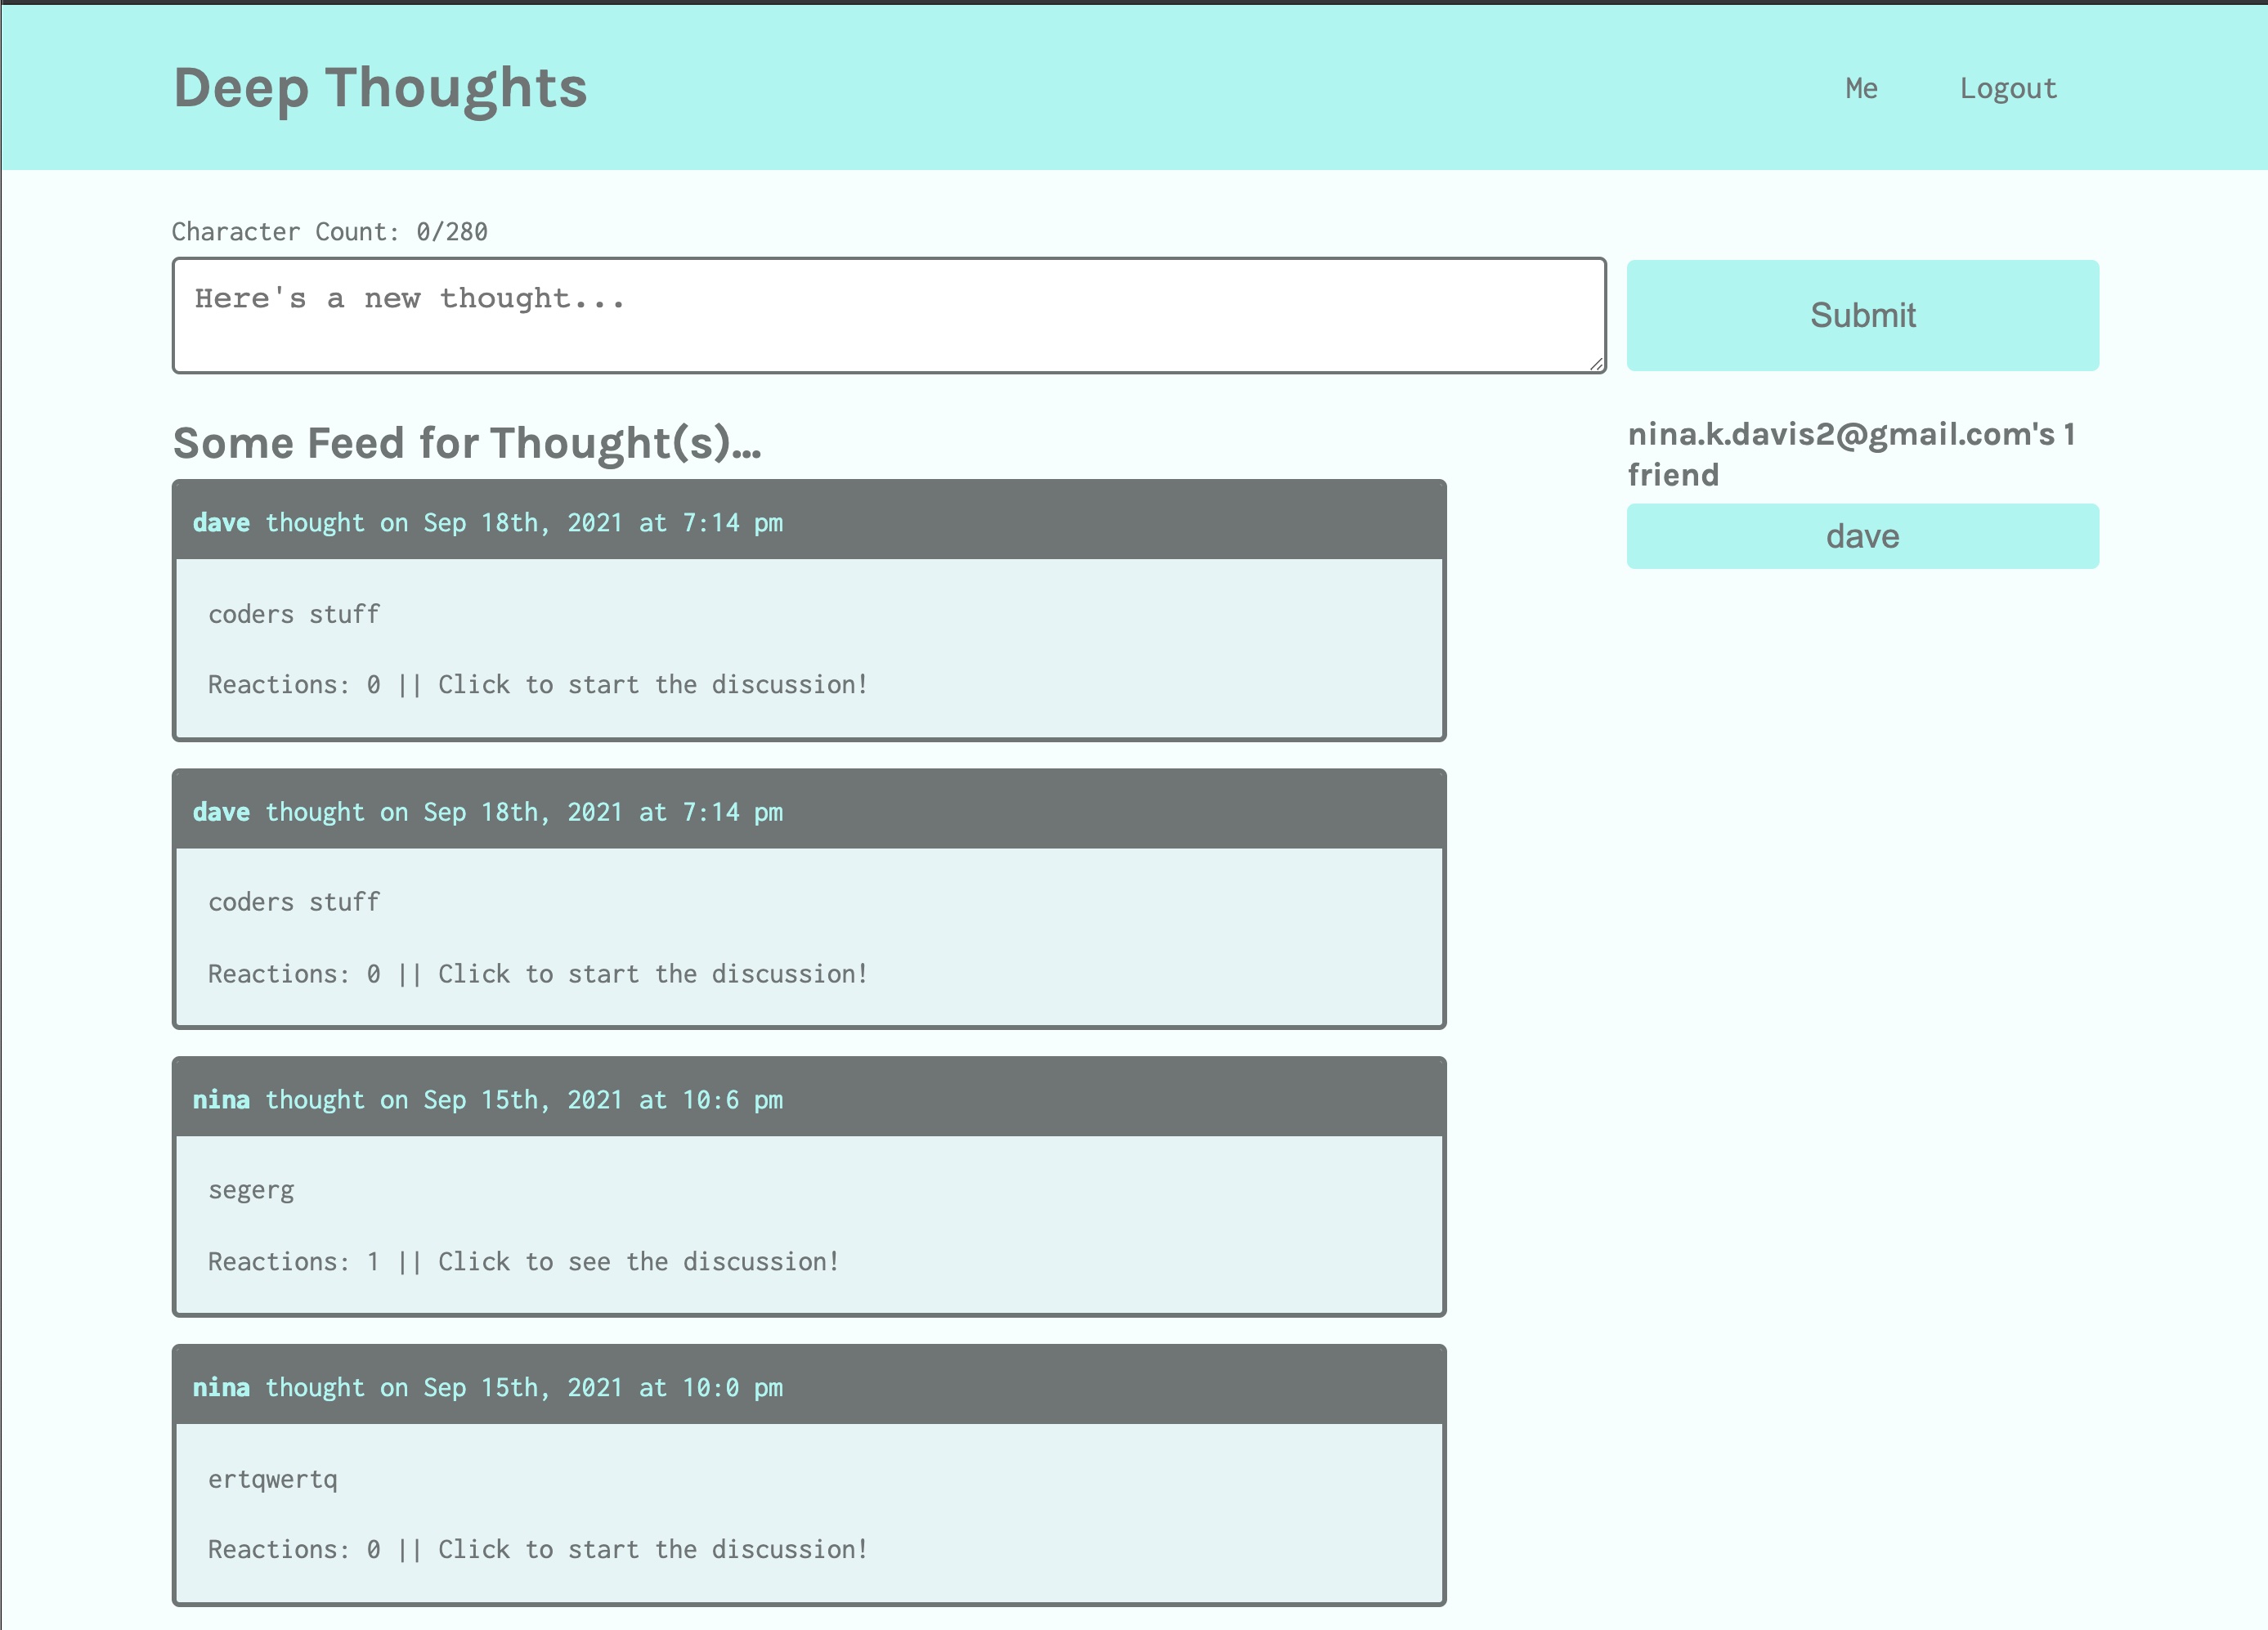 Deep Thoughts
Me
Logout
Character Count: 0/280
Here's a new thought...
Submit
Some Feed for Thought(s)...
dave thought on Sep 18th, 2021 at 7:14 pm
coders stuff
Reactions: 0 || Click to start the discussion!
dave thought on Sep 18th, 2021 at 7:14 pm
coders stuff
Reactions: 0 || Click to start the discussion!
nina thought on Sep 15th, 2021 at 10:6 pm
segerg
Reactions: 1 || Click to see the discussion!
nina thought on Sep 15th, 2021 at 10:0 pm
ertqwertq
Reactions: 0 || Click to start the discussion!
nina.k.davis2@gmail.com's 1
friend
dave